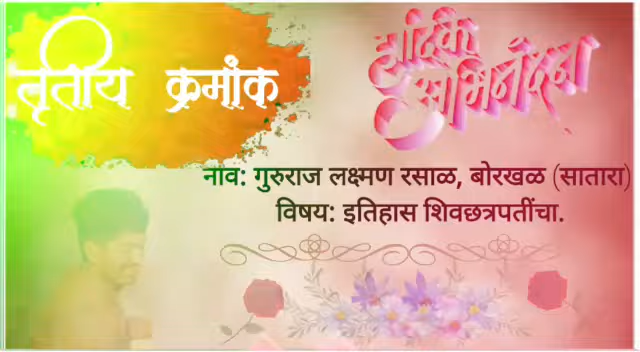 तृतीय क्रमांक
हार्दिक
अभिनंदन
नाव: गुरुराज लक्ष्मण रसाळ, बोरखळ (सातारा)
विषय: इतिहास शिवछत्रपतींचा.